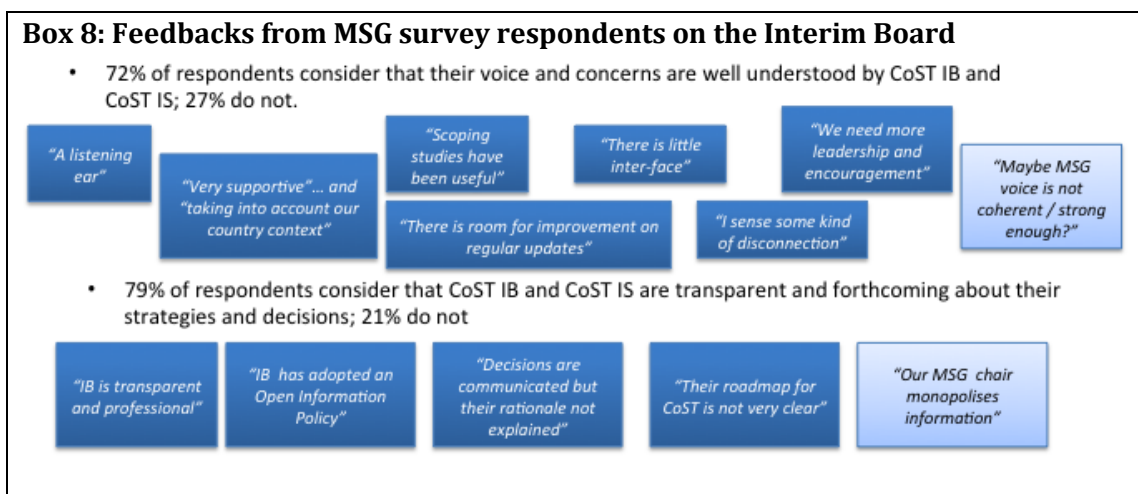 Box 8: Feedbacks from MSG survey respondents on the Interim Board
• 72% of respondents consider that their voice and concerns are well understood by CoST IB and
CoST IS; 27% do not.
“A listening
ear”
“Very supportive”... and
“taking into account our
country context”
“Scoping
studies have
been useful”
“There is room for improvement on
regular updates”
“There is little
inter-face”
“I sense some kind
of disconnection”
“We need more
leadership and
encouragement”
“Maybe MSG
voice is not
coherent / strong
enough?”
• 79% of respondents consider that CoST IB and CoST IS are transparent and forthcoming about their
strategies and decisions; 21% do not
“IB is transparent
and professional”
“IB has adopted an
Open Information
Policy”
“Decisions are
communicated but
their rationale not
explained”
“Their roadmap for
CoST is not very clear”
“Our MSG chair
monopolises
information”